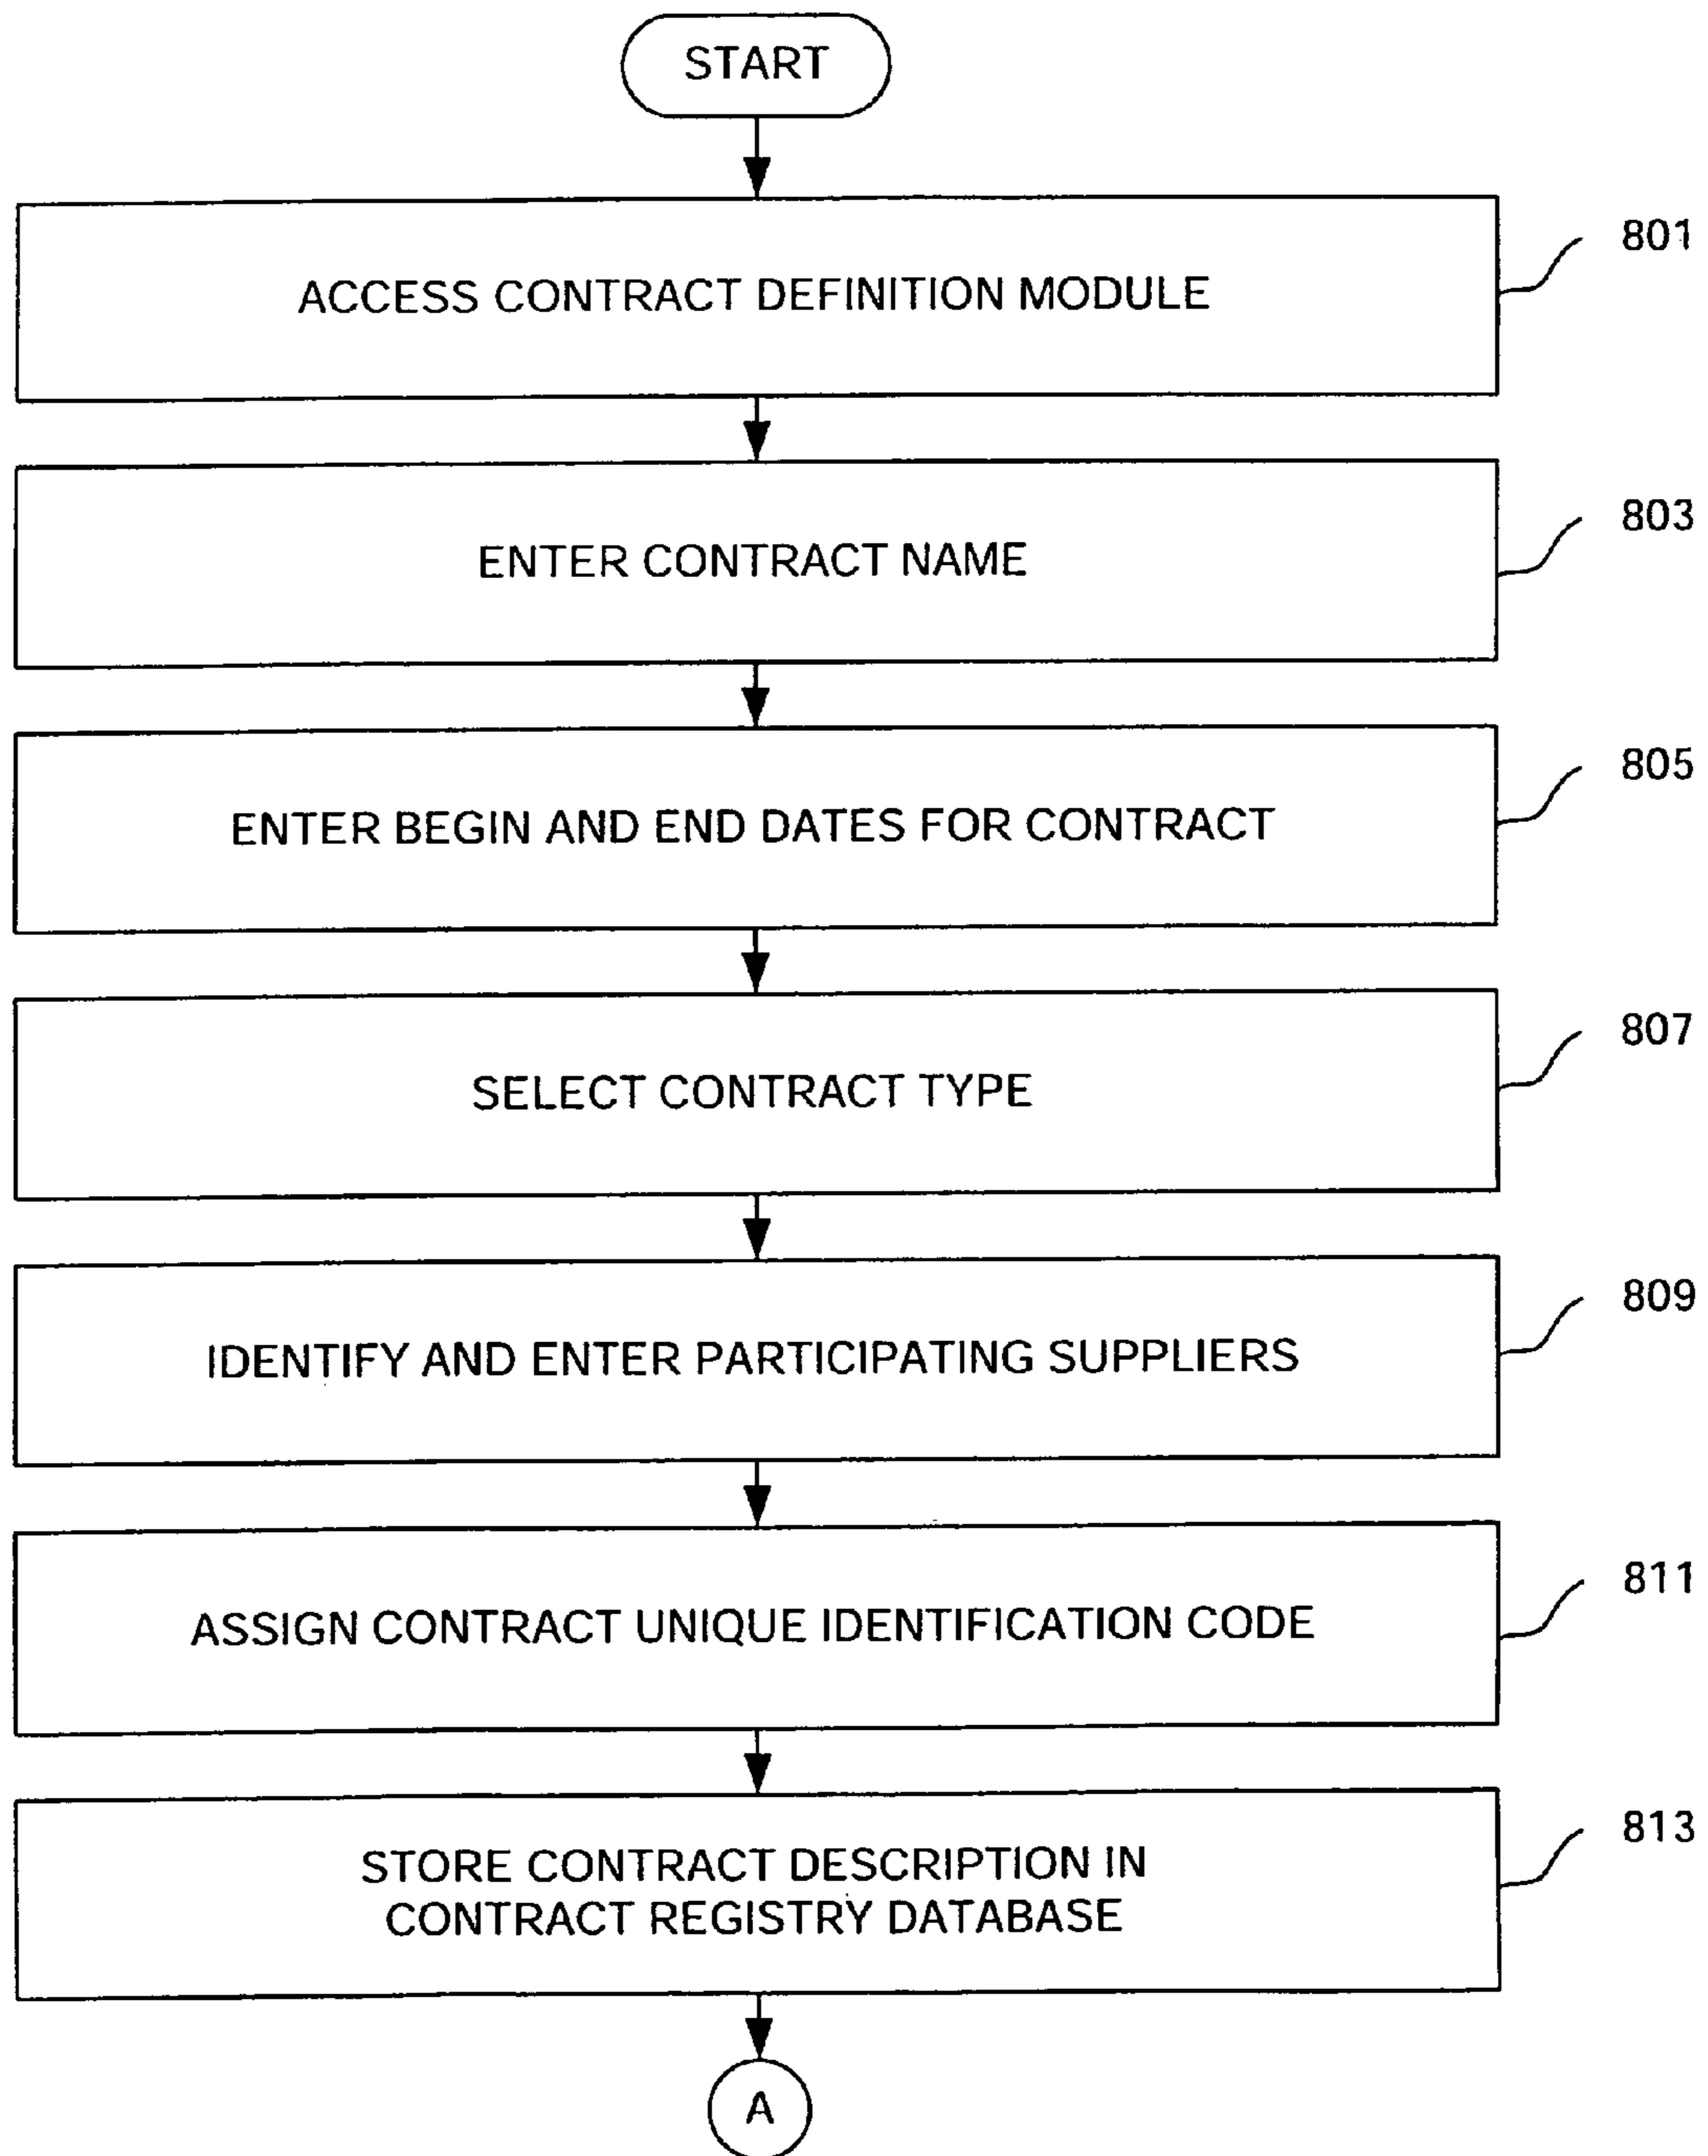 START
ACCESS CONTRACT DEFINITION MODULE
801
ENTER CONTRACT NAME
803
ENTER BEGIN AND END DATES FOR CONTRACT
805
SELECT CONTRACT TYPE
807
IDENTIFY AND ENTER PARTICIPATING SUPPLIERS
809
ASSIGN CONTRACT UNIQUE IDENTIFICATION CODE
811
STORE CONTRACT DESCRIPTION IN
CONTRACT REGISTRY DATABASE
813
A